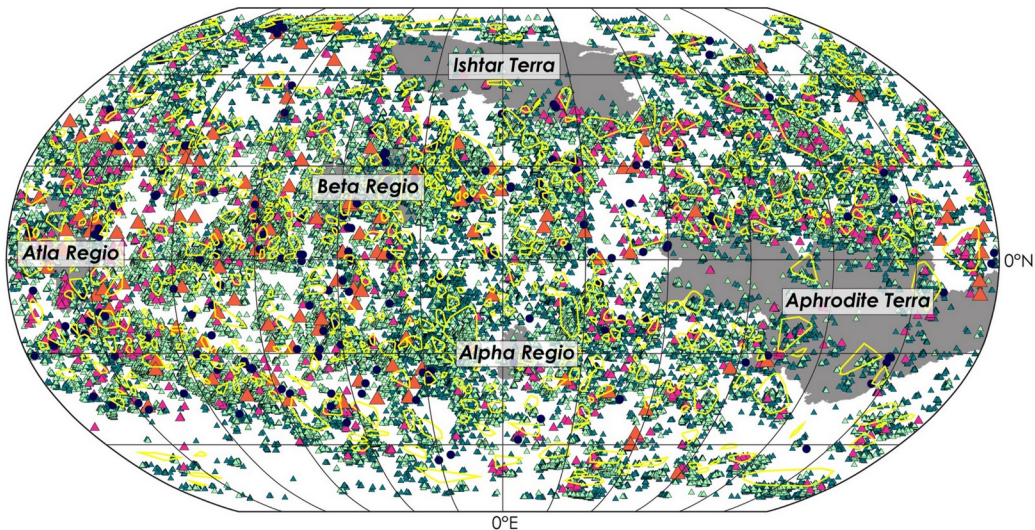 Ishtar Terra
Beta Regio
Atla Regio
0°N
Aphrodite Terra
Alpha Regio
0°E